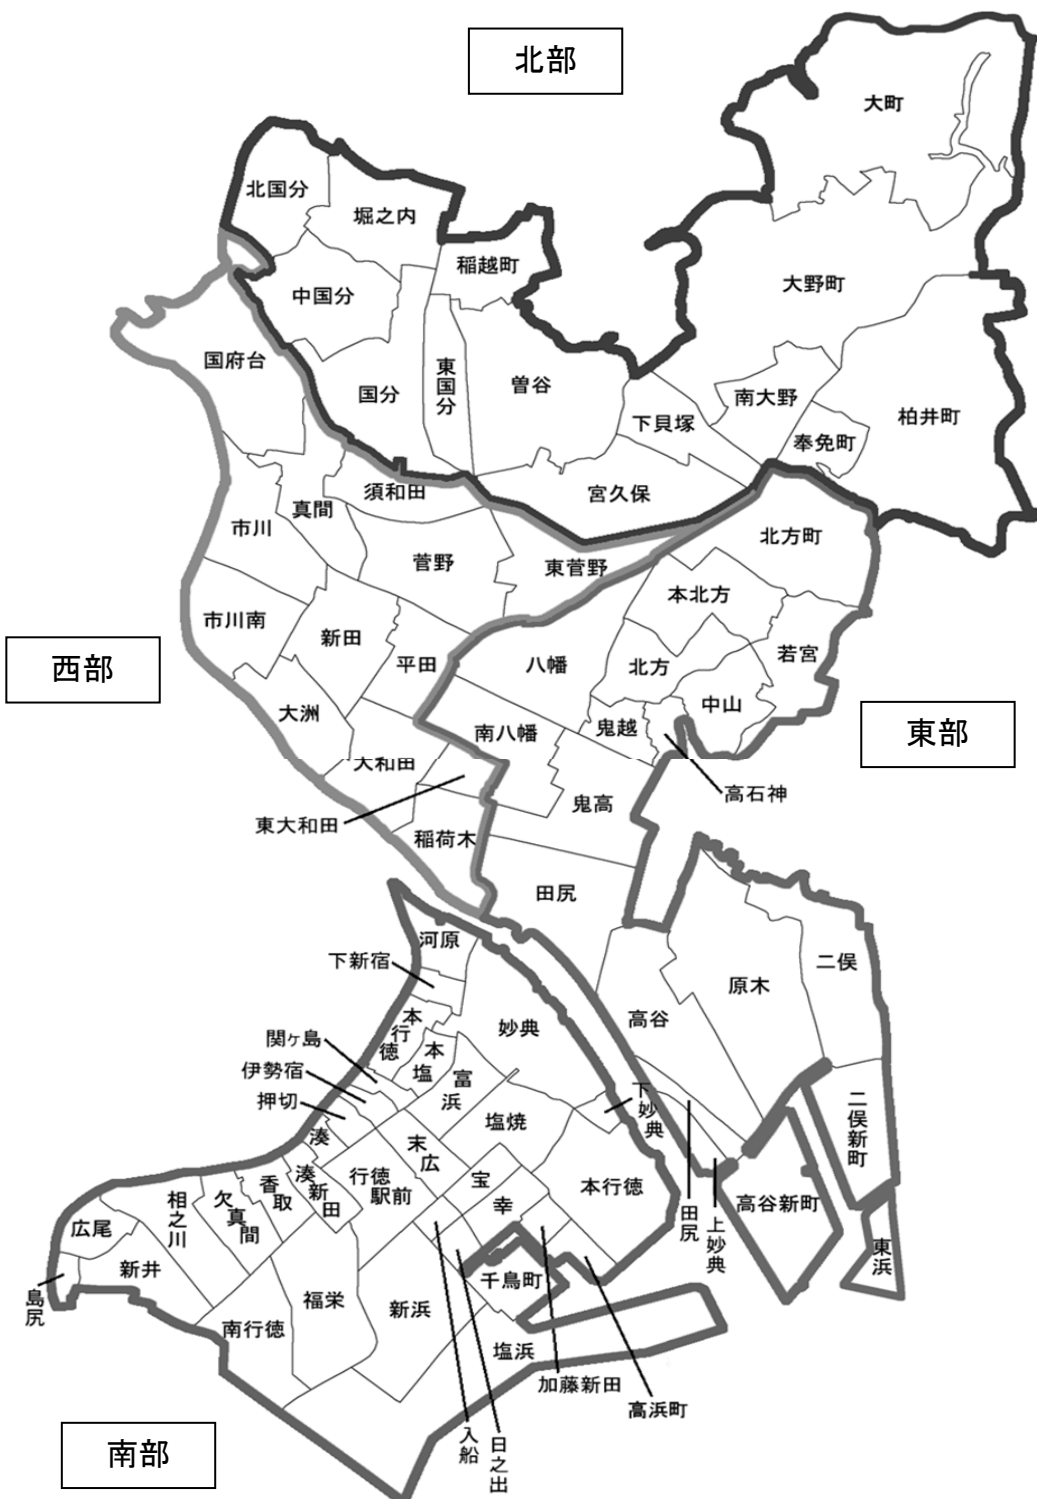 北部
大町
北国分
堀之内
稲越町
中国分
大野町
国府台
東国分
曽谷
国分
南大野
柏井町
下貝塚
奉免町
須和田
宮久保
真間
市川
北方町
菅野
東菅野
本北方
市川南
新田
若宮
西部
平田
八幡
北方
中山
大洲
南八幡
鬼越
東部
大和田
高石神
鬼高
東大和田
稲荷木
田尻
河原
下新宿
二俣
原木
本行徳
妙典
高谷
関ヶ島
本塩
伊勢宿
富浜
押切
下妙典
二俣新町
塩焼
湊
末広
行徳駅前
湊新田
宝
本行徳
香取
幸
相之川
欠真間
田尻
上妙典
高谷新町
広尾
東浜
新井
千鳥町
島尻
福栄
新浜
南行徳
塩浜
加藤新田
高浜町
入船
日之出
南部